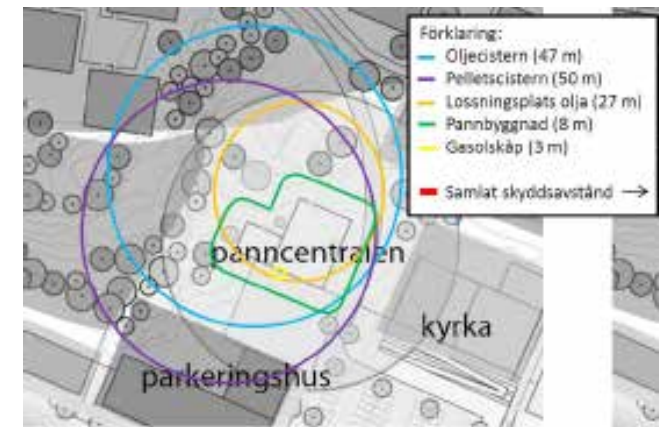 Förklaring:
Oljecistern (47 m)
Pelletscistern (50 m)
Lossningsplats olja (27 m)
Pannbyggnad (8 m)
Gasolskåp (3 m)
Samlat skyddsavstånd
panncentralen
kyrka
parkeringshus